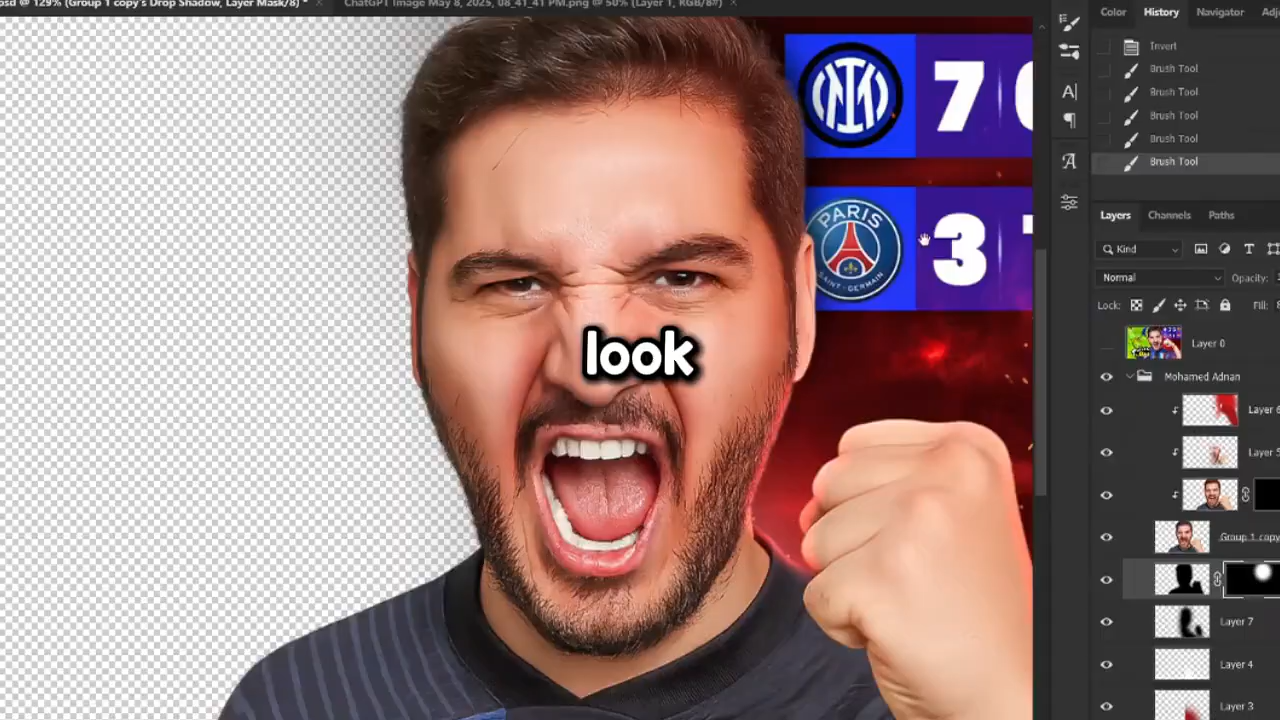 psd @ 129% (Group 1 copy's Drop Shadow, Layer Mask/8) *
ChatGPT Image May 8, 2025, 08_41_41 PM.png @ 50% (Layer 1, RGB/8#)
Color
History
Navigator
Adj
Invert
Brush Tool
Brush Tool
Brush Tool
Brush Tool
Brush Tool
7
PARIS
SAINT-GERMAIN
3
look
Layers
Channels
Paths
Kind
Normal
Opacity:
Lock:
Fill:
Layer 0
Mohamed Adnan
Layer 6
Layer 5
Group 1 copy
Layer 7
Layer 4
Layer 3